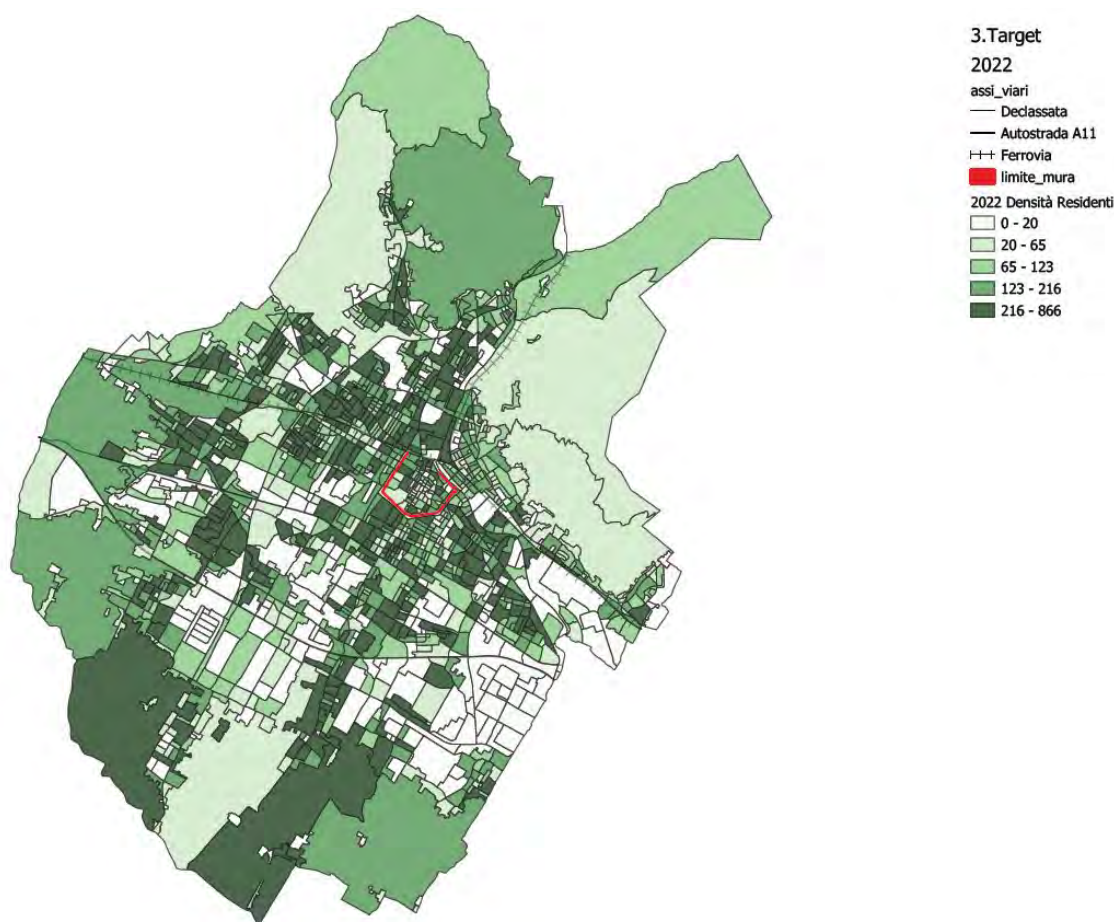 3.Target
2022
assi_viari
Declassata
Autostrada A11
Ferrovia
limite_mura
2022 Densità Residenti
0 - 20
20 - 65
65 - 123
123 - 216
216 - 866